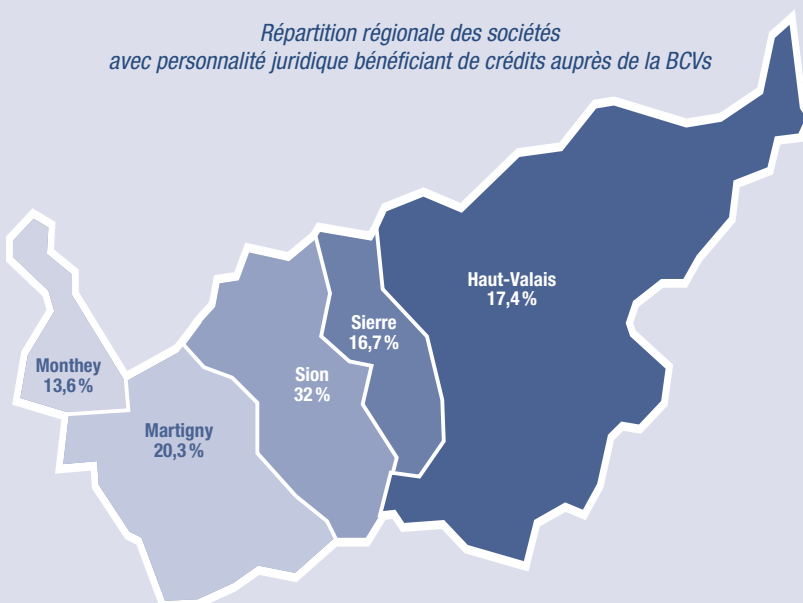 Répartition régionale des sociétés
avec personnalité juridique bénéficiant de crédits auprès de la BCVs
Haut-Valais
17,4 %
Sierre
16,7 %
Monthey
13,6 %
Sion
32 %
Martigny
20,3 %